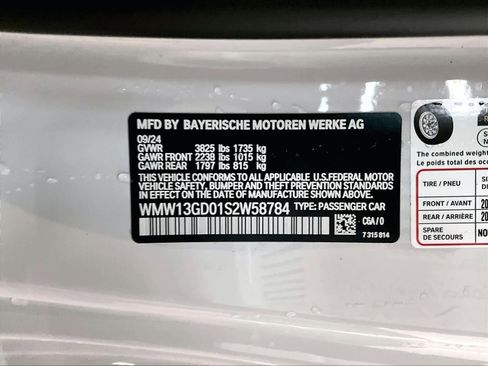 MFD BY BAYERISCHE MOTOREN WERKE AG
09/24
GVWR 3825 lbs 1735 kg
GAWR FRONT 2238 lbs 1015 kg
GAWR REAR 1797 lbs 815 kg
THIS VEHICLE CONFORMS TO ALL APPLICABLE U.S.FEDERAL MOTOR
VEHICLE SAFETY, BUMPER, AND THEFT PREVENTION STANDARDS
IN EFFECT ON THE DATE OF MANUFACTURE SHOWN ABOVE.
WMW13GD01S2W58784 TYPE: PASSENGER CAR
C6A/0
7 315 814
The combined weight
Le poids total des
TIRE / PNEU
FRONT / AVANT 20
REAR / ARRIÈRE 20
SPARE
DE SECOURS